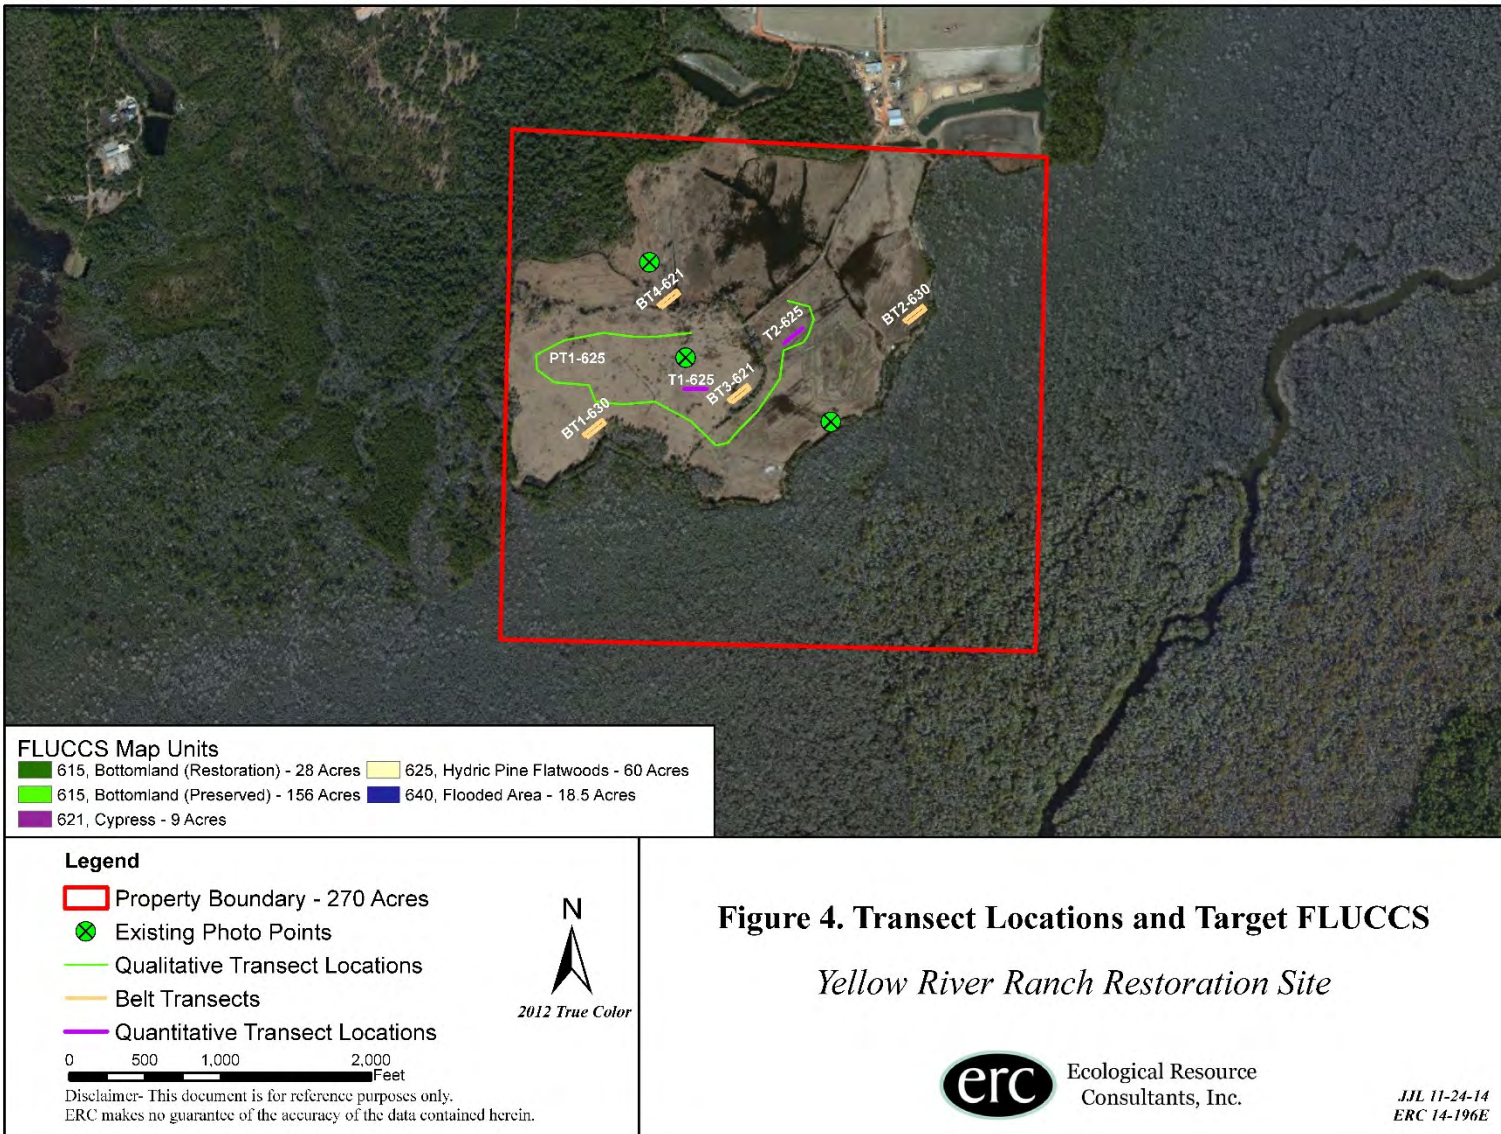 BT4-621
BT2-630
T2-625
PT1-625
T1-625
BT3-621
BT1-630
FLUCCS Map Units
615, Bottomland (Restoration) - 28 Acres
625, Hydric Pine Flatwoods - 60 Acres
615, Bottomland (Preserved) - 156 Acres
640, Flooded Area - 18.5 Acres
621, Cypress - 9 Acres
Legend
Property Boundary - 270 Acres
Existing Photo Points
Qualitative Transect Locations
Belt Transects
Quantitative Transect Locations
0 500 1,000 2,000
Feet
Disclaimer- This document is for reference purposes only.
ERC makes no guarantee of the accuracy of the data contained herein.
N
2012 True Color
Figure 4. Transect Locations and Target FLUCCS
Yellow River Ranch Restoration Site
erc
Ecological Resource
Consultants, Inc.
JJL 11-24-14
ERC 14-196E